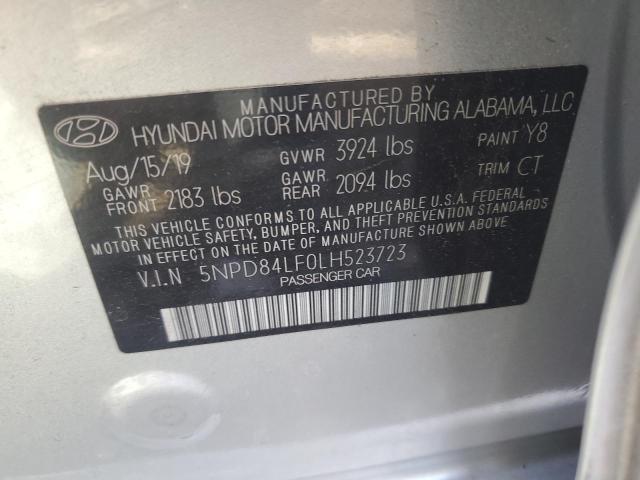 MANUFACTURED BY
HYUNDAI MOTOR MANUFACTURING ALABAMA, LLC
Aug/15/19 GVWR 3924 lbs PAINT Y8
GAWR FRONT 2183 lbs GAWR REAR 2094 lbs TRIM CT
THIS VEHICLE CONFORMS TO ALL APPLICABLE U.S.A. FEDERAL
MOTOR VEHICLE SAFETY, BUMPER, AND THEFT PREVENTION STANDARDS
IN EFFECT ON THE DATE OF MANUFACTURE SHOWN ABOVE.
V.I.N 5NPD84LF0LH523723
PASSENGER CAR